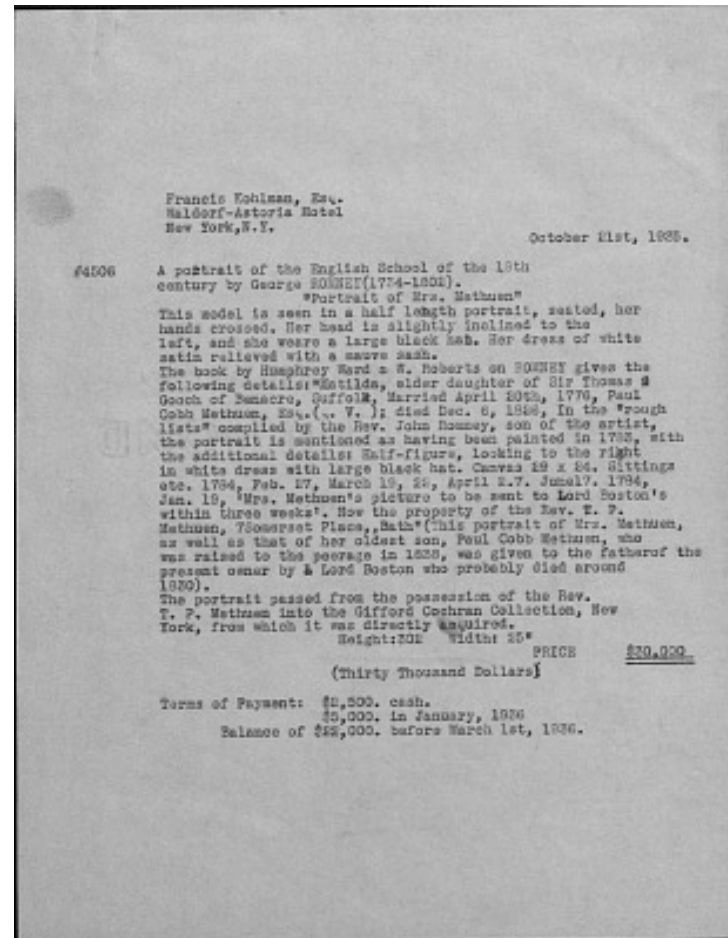 Francis Kohlman, Esq.
Waldorf-Astoria Hotel
New York,N.Y.
October 21st, 1935.
#4506
A portrait of the English School of the 18th
century by George ROMNEY(1734-1802).
"Portrait of Mrs. Methuen"
This model is seen in a half length portrait, seated, her
hands crossed. Her head is slightly inclined to the
left, and she wears a large black hat. Her dress of white
satin relieved with a mauve sash.
The book by Humphrey Ward & W. Roberts on ROMNEY gives the
following details:"Matilda, elder daughter of Sir Thomas
Gooch of Benacre, Suffolk, Married April 20th, 1776, Paul
Cobb Methuen, Esq.( V. ); died Dec. 6, 1826, In the "rough
lists" compiled by the Rev. John Romney, son of the artist,
the portrait is mentioned as having been painted in 1783, with
the additional details: Half-figure, looking to the right
in white dress with large black hat. Canvas 29 x 24. Sittings
etc. 1784, Feb. 27, March 19, 22, April 2.7. June17. 1784,
Jan. 19, 'Mrs. Methuen's picture to be sent to Lord Boston's
within three weeks'. Now the property of the Rev. T. P.
Methuen, 7Somerset Place,,Bath"(This portrait of Mrs. Methuen,
as well as that of her oldest son, Paul Cobb Methuen, who
was raised to the peerage in 1838, was given to the fatherof the
present owner by Lord Boston who probably died around
1830).
The portrait passed from the possession of the Rev.
T. P. Methuen into the Gifford Cochran Collection, New
York, from which it was directly acquired.
Height:302 Width: 25"
PRICE $30.000
(Thirty Thousand Dollars)
Terms of Payment: $2,500. cash.
$5,000. in January, 1936
Balance of $22,000. before March 1st, 1936.